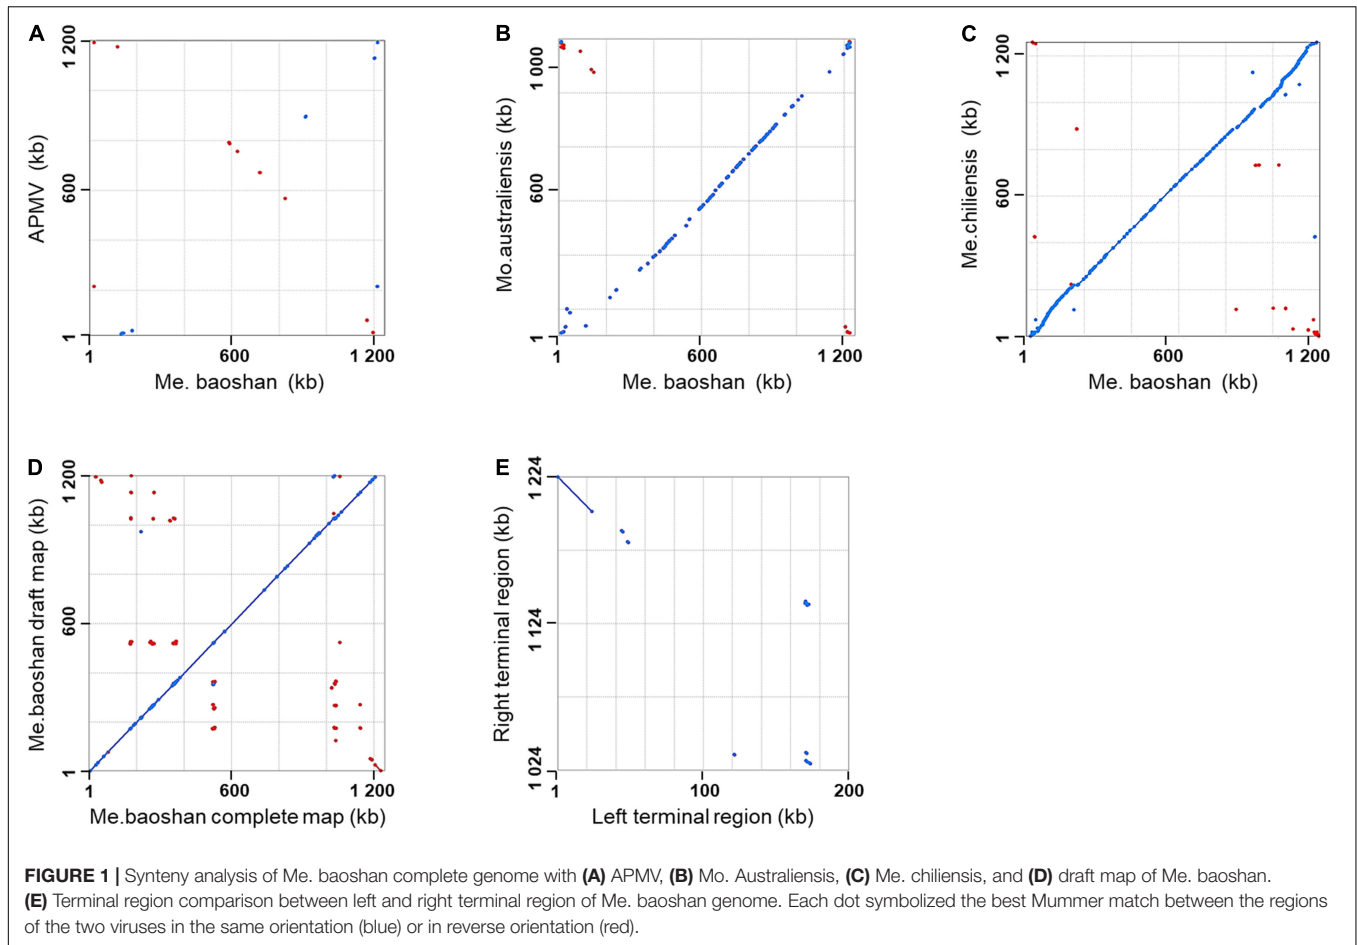 A
1 200
600
1
APMV (kb)
1
600
1 200
Me. baoshan (kb)
B
1 000
600
1
Mo.australiensis (kb)
1
600
1 200
Me. baoshan (kb)
C
1 200
600
1
Me.chiliensis (kb)
1
600
1 200
Me. baoshan (kb)
D
1 200
600
1
Me.baoshan draft map (kb)
1
600
1 200
Me.baoshan complete map (kb)
E
1 224
1 124
1 024
Right terminal region (kb)
1
100
200
Left terminal region (kb)
FIGURE 1 | Synteny analysis of Me. baoshan complete genome with (A) APMV, (B) Mo. Australiensis, (C) Me. chiliensis, and (D) draft map of Me. baoshan.
(E) Terminal region comparison between left and right terminal region of Me. baoshan genome. Each dot symbolized the best Mummer match between the regions
of the two viruses in the same orientation (blue) or in reverse orientation (red).